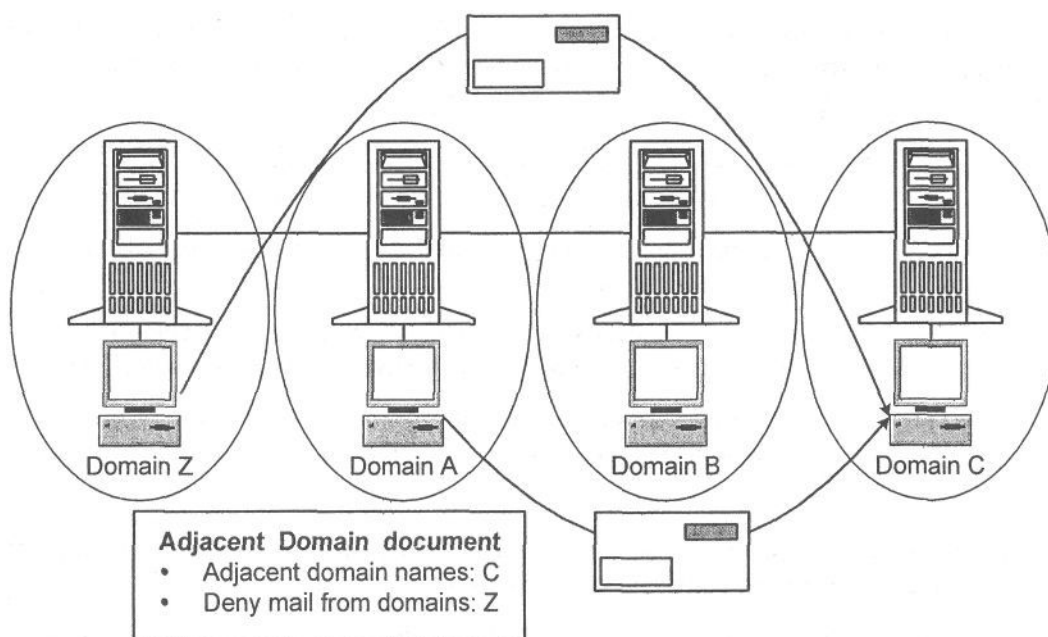 Domain Z
Domain A
Domain B
Domain C
Adjacent Domain document
• Adjacent domain names: C
• Deny mail from domains: Z